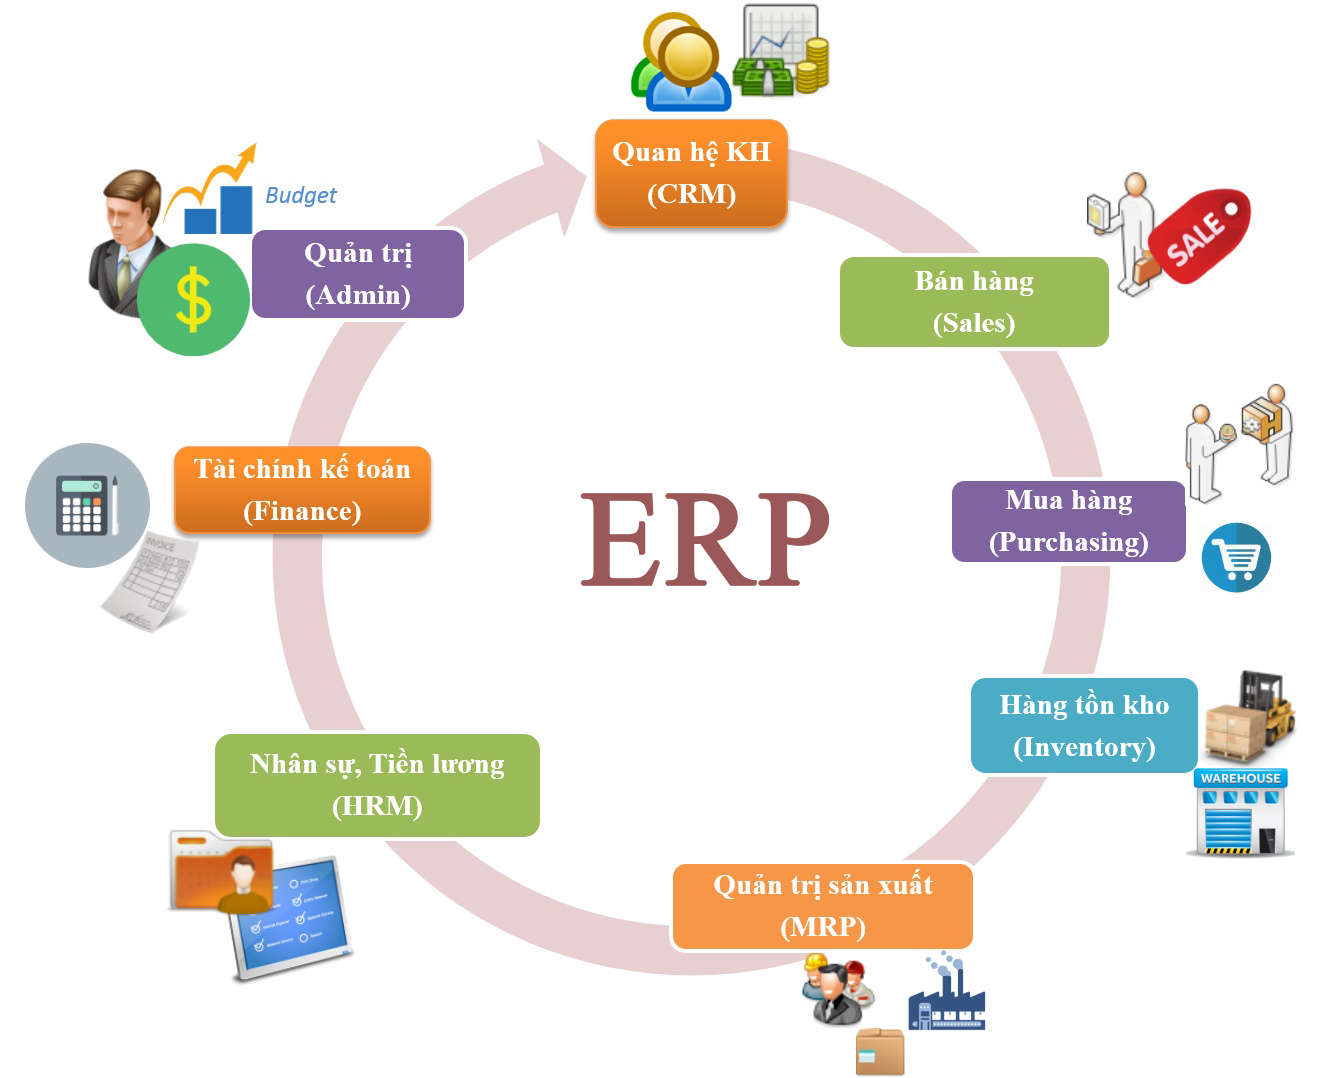 Quan hệ KH
(CRM)
Budget
Quản trị
(Admin)
Bán hàng
(Sales)
SALE
Tài chính kế toán
(Finance)
INVOICE
ERP
Mua hàng
(Purchasing)
Hàng tồn kho
(Inventory)
WAREHOUSE
Nhân sự, Tiền lương
(HRM)
Quản trị sản xuất
(MRP)